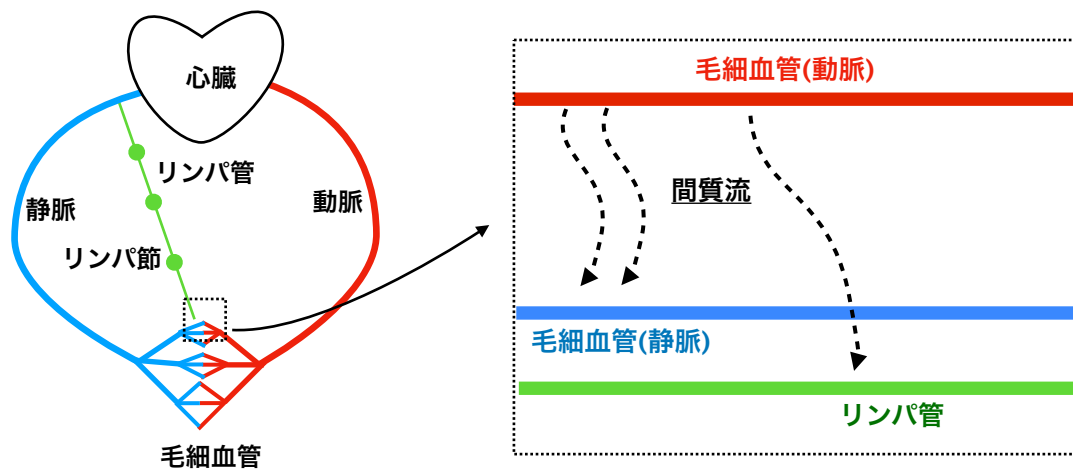 心臓
リンパ管
静脈
動脈
リンパ節
毛細血管
毛細血管(動脈)
間質流
毛細血管(静脈)
リンパ管